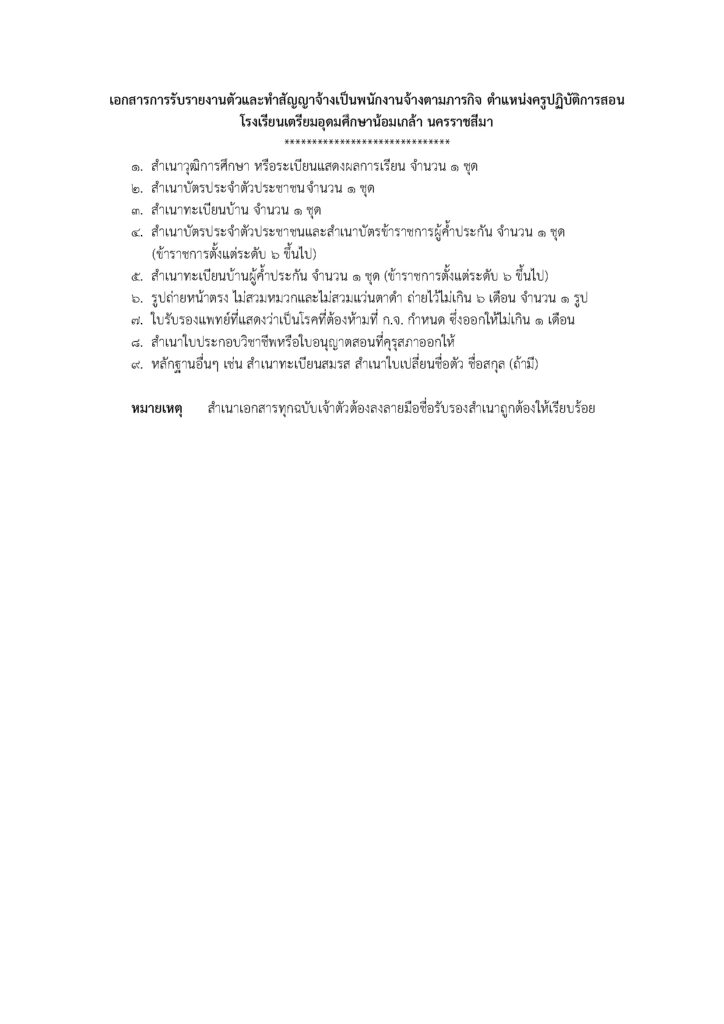 เอกสารการรับรายงานตัวและทำสัญญาจ้างเป็นพนักงานจ้างตามภารกิจ ตำแหน่งครูปฏิบัติการสอน
โรงเรียนเตรียมอุดมศึกษาน้อมเกล้า นครราชสีมา
******************************
๑. สำเนาวุฒิการศึกษา หรือระเบียนแสดงผลการเรียน จำนวน ๑ ชุด
๒. สำเนาบัตรประจำตัวประชาชน จำนวน ๑ ชุด
๓. สำเนาทะเบียนบ้าน จำนวน ๑ ชุด
๔. สำเนาบัตรประจำตัวประชาชนและสำเนาบัตรข้าราชการผู้ค้ำประกัน จำนวน ๑ ชุด
(ข้าราชการตั้งแต่ระดับ ๖ ขึ้นไป)
๕. สำเนาทะเบียนบ้านผู้ค้ำประกัน จำนวน ๑ ชุด (ข้าราชการตั้งแต่ระดับ ๖ ขึ้นไป)
๖. รูปถ่ายหน้าตรง ไม่สวมหมวกและไม่สวมแว่นตาดำ ถ่ายไว้ไม่เกิน ๖ เดือน จำนวน ๑ รูป
๗. ใบรับรองแพทย์ที่แสดงว่าเป็นโรคที่ต้องห้ามที่ ก.จ. กำหนด ซึ่งออกให้ไม่เกิน ๑ เดือน
๘. สำเนาใบประกอบวิชาชีพหรือใบอนุญาตสอนที่คุรุสภาออกให้
๙. หลักฐานอื่นๆ เช่น สำเนาทะเบียนสมรส สำเนาใบเปลี่ยนชื่อตัว ชื่อสกุล (ถ้ามี)
หมายเหตุ สำเนาเอกสารทุกฉบับเจ้าตัวต้องลงลายมือชื่อรับรองสำเนาถูกต้องให้เรียบร้อย